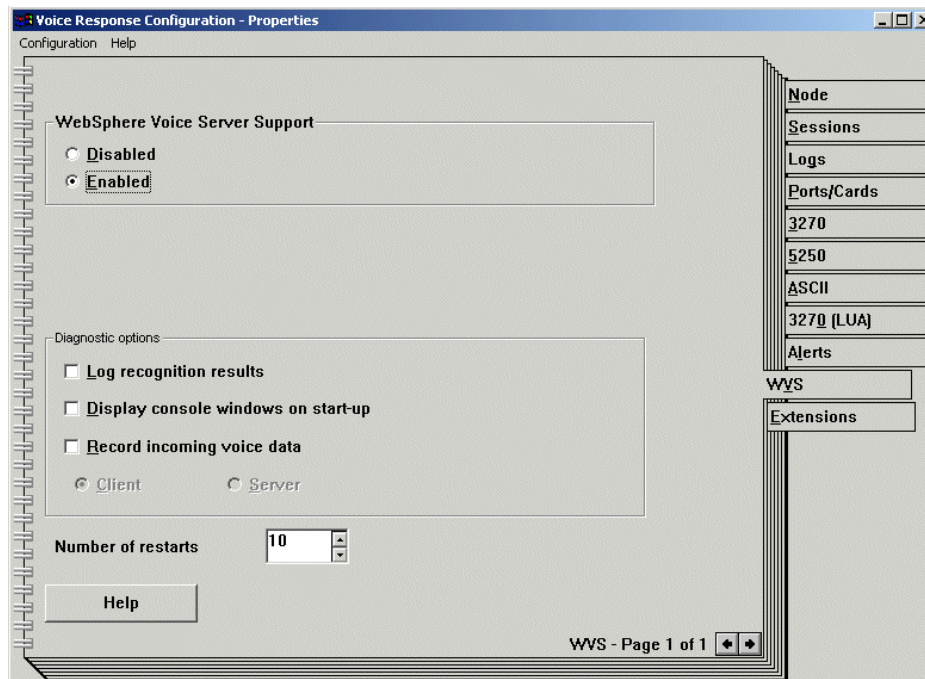 Voice Response Configuration - Properties
Configuration Help
WebSphere Voice Server Support
Disabled
Enabled
Diagnostic options
Log recognition results
Display console windows on start-up
Record incoming voice data
Client Server
Number of restarts 10
Help
WVS - Page 1 of 1
Node
Sessions
Logs
Ports/Cards
3270
5250
ASCII
3270 (LUA)
Alerts
WVS
Extensions